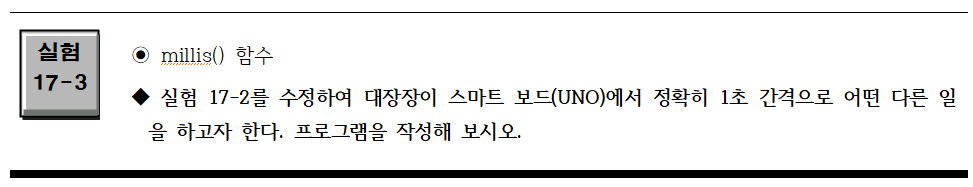 실험
17-3
◉ millis() 함수
◆ 실험 17-2를 수정하여 대장장이 스마트 보드(UNO)에서 정확히 1초 간격으로 어떤 다른 일
을 하고자 한다. 프로그램을 작성해 보시오.